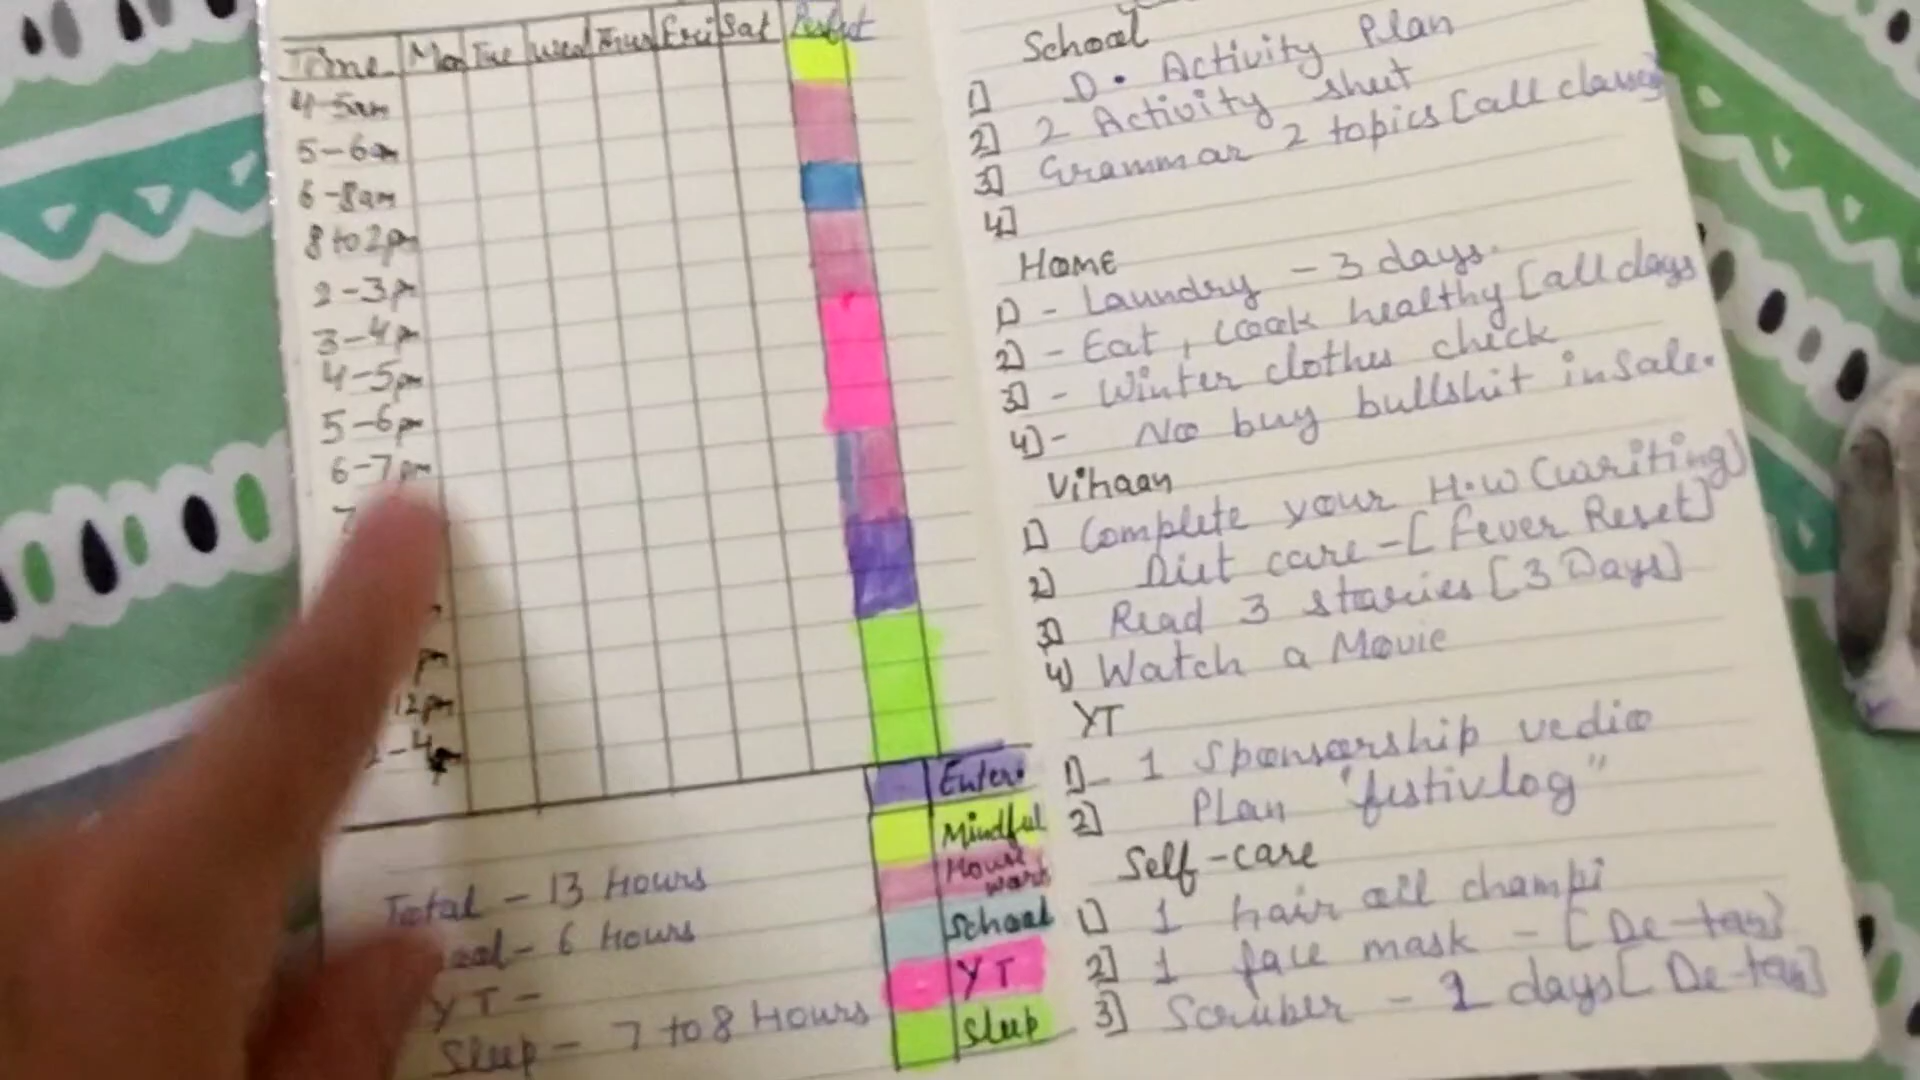 Time Mon Tue Wed Thur Fri Sat Perfect
4-5am
5-6am
6-8am
8 to 2pm
2-3pm
3-4pm
4-5pm
5-6pm
6-7pm
7
pm
12pm
-4pm
Total - 13 Hours
- 6 Hours
YT -
Sleep - 7 to 8 Hours
Enter.
Mindful
House work
School
YT
Sleep
School
1] D. Activity Plan
2] 2 Activity sheet
3] Grammar 2 topics [all classes]
4]
Home
1) - Laundry - 3 days.
2) - Eat, cook healthy [all days
3) - Winter clothes check
4) - No buy bullshit in sale.
Vihaan
1) Complete your H.W (writing)
2) Diet care - [Fever Reset]
3) Read 3 stories [3 Days]
4) Watch a Movie
YT
1) - 1 Sponsorship vedio
2) Plan "festivlog"
Self-care
1) 1 hair oil champi
2] 1 face mask - [De-tan]
3] Scruber - 2 days [De-tan]